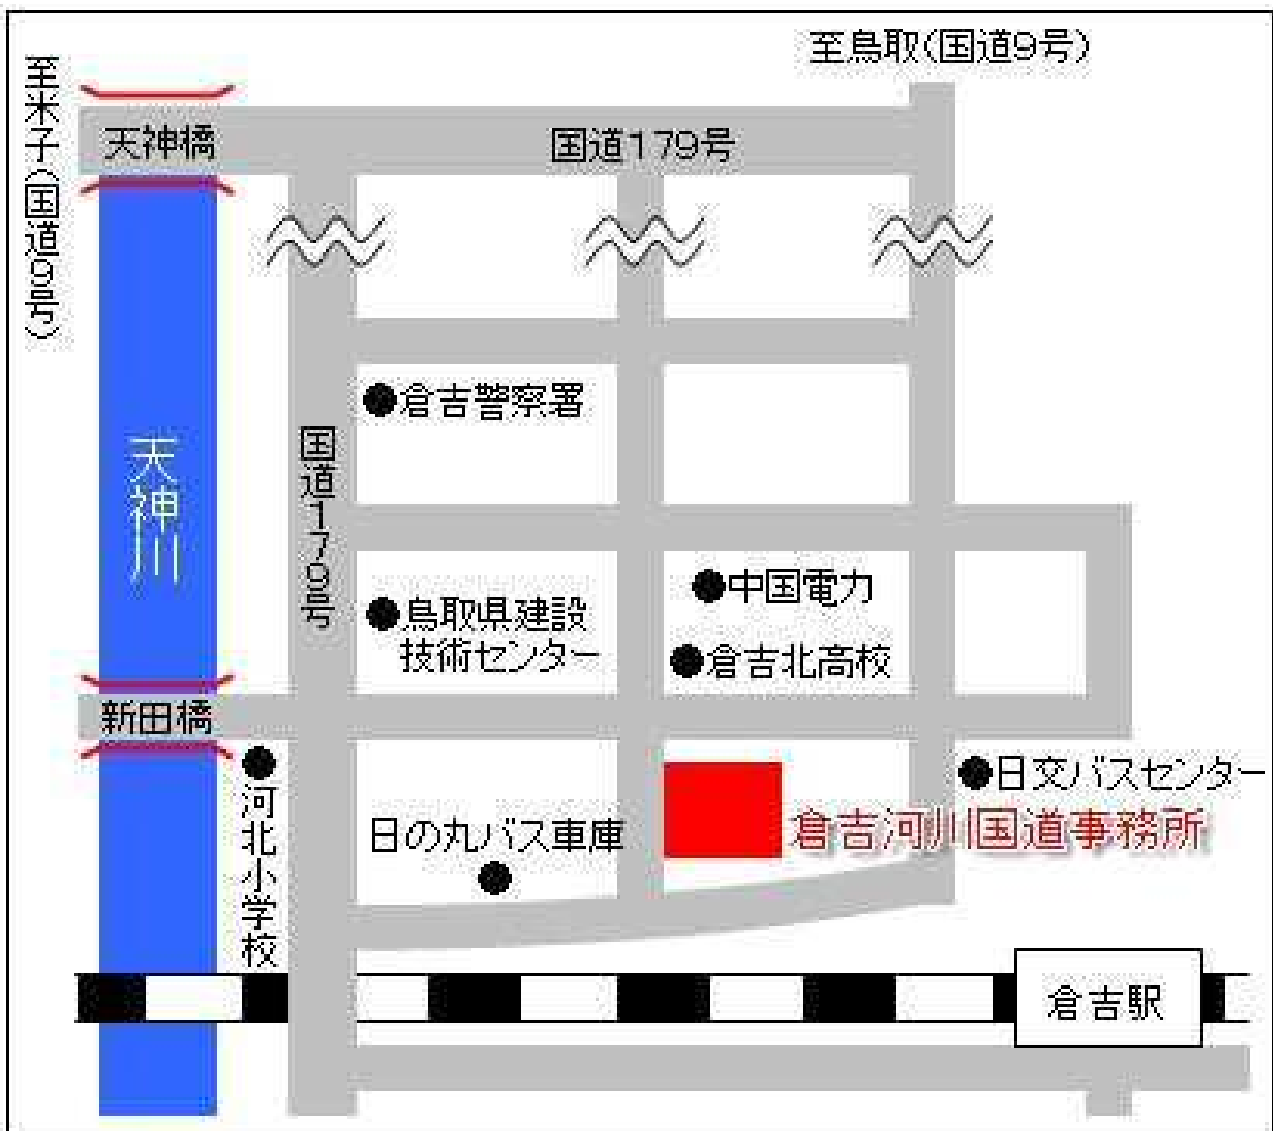 至鳥取(国道9号)
至米子(国道9号)
天神橋
国道179号
倉吉警察署
国道179号
天神川
中国電力
鳥取県建設
技術センター
倉吉北高校
新田橋
河北小学校
日交バスセンター
倉吉河川国道事務所
日の丸バス車庫
倉吉駅